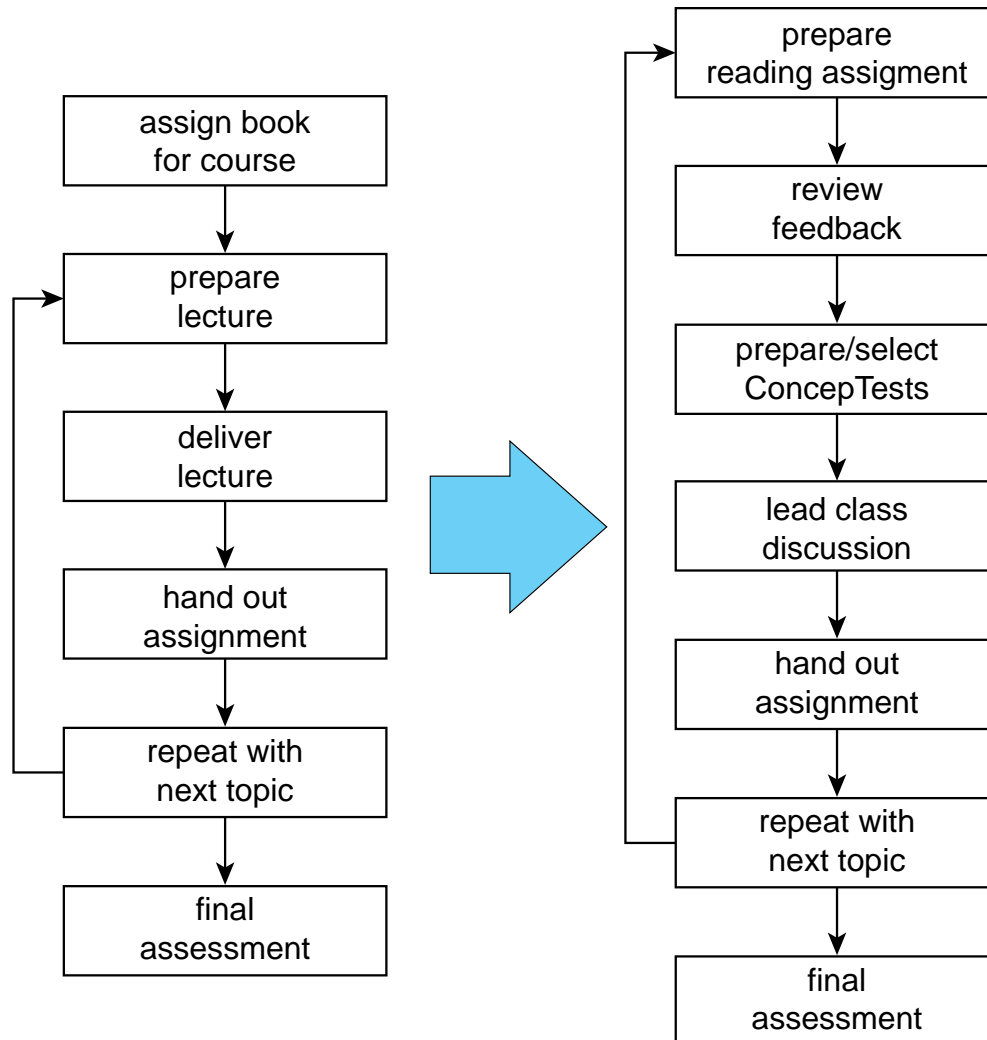 assign book
for course
prepare
lecture
deliver
lecture
hand out
assignment
repeat with
next topic
final
assessment
prepare
reading assigment
review
feedback
prepare/select
ConcepTests
lead class
discussion
hand out
assignment
repeat with
next topic
final
assessment